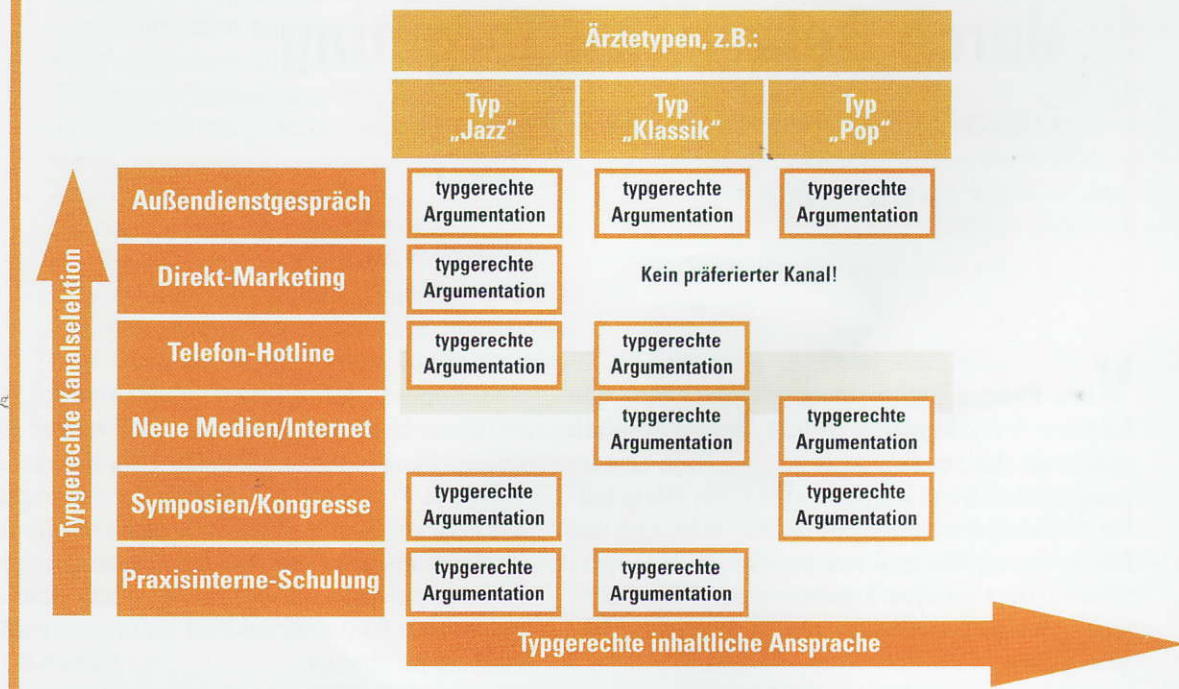 Ärztetypen, z.B.:
Typ
„Jazz“
Typ
„Klassik“
Typ
„Pop“
Typgerechte Kanalselektion
Außendienstgespräch
typgerechte
Argumentation
typgerechte
Argumentation
typgerechte
Argumentation
Direkt-Marketing
typgerechte
Argumentation
Kein präferierter Kanal!
Telefon-Hotline
typgerechte
Argumentation
typgerechte
Argumentation
Neue Medien/Internet
typgerechte
Argumentation
typgerechte
Argumentation
Symposien/Kongresse
typgerechte
Argumentation
typgerechte
Argumentation
Praxisinterne-Schulung
typgerechte
Argumentation
typgerechte
Argumentation
Typgerechte inhaltliche Ansprache